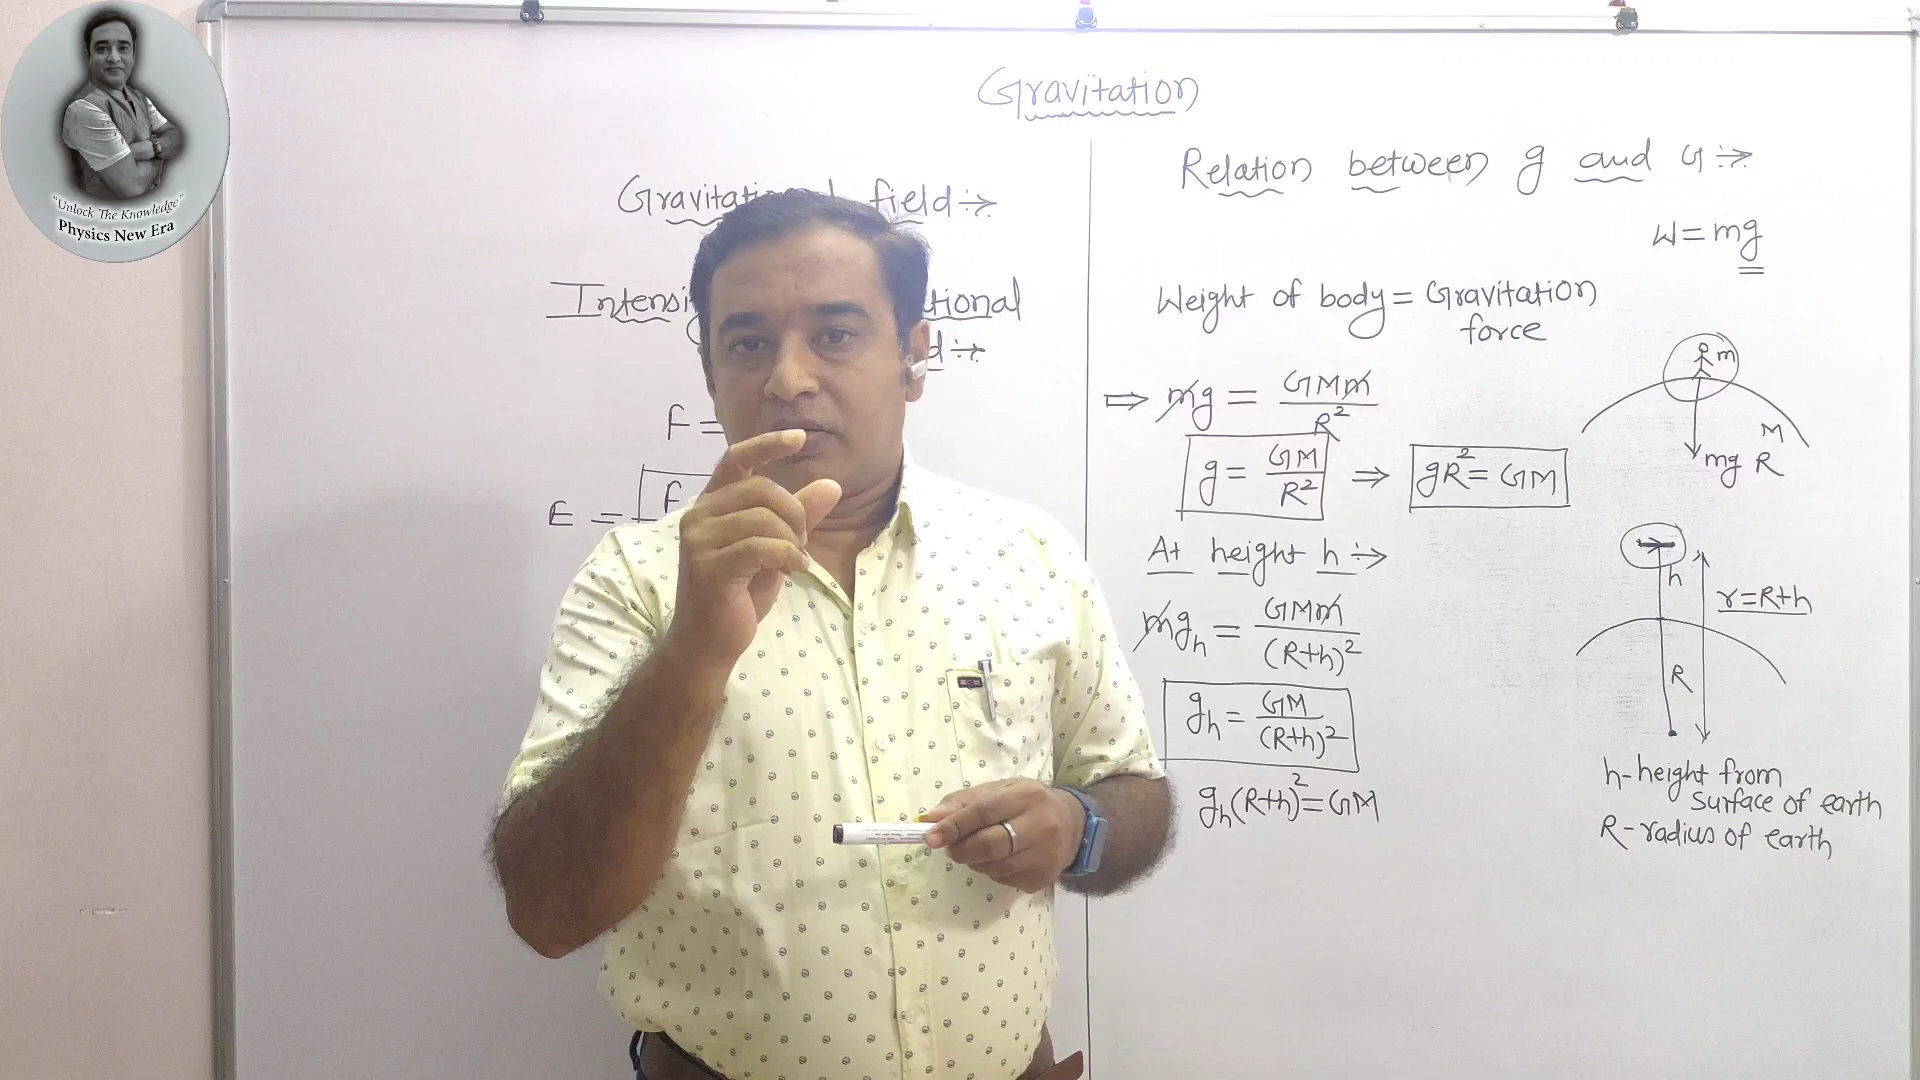 "Unlock The Knowledge"
Physics New Era
Gravitation
field :→
E =
F =
Relation between g and G :→
W = mg
Weight of body = Gravitation
force
⇒ mg = GMm/R²
g = GM/R² ⇒ gR² = GM
m
M
mg R
At height h :→
mg_h = GMm/(R+h)²
g_h = GM/(R+h)²
g_h(R+h)² = GM
h
r = R+h
R
h - height from
surface of earth
R - radius of earth